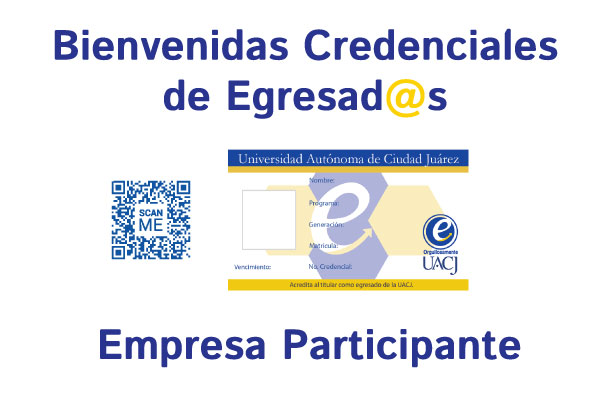 Bienvenidas Credenciales
de Egresad@s
SCAN
ME
Universidad Autónoma de Ciudad Juárez
Nombre:
Programa:
Generación:
Matrícula:
Vencimiento:
No. Credencial:
e
e
Orgullosamente
UACJ
Acredita al titular como egresado de la UACJ.
Empresa Participante